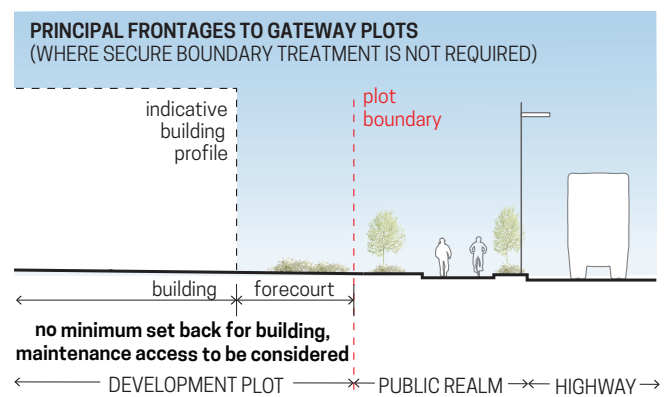 PRINCIPAL FRONTAGES TO GATEWAY PLOTS
(WHERE SECURE BOUNDARY TREATMENT IS NOT REQUIRED)
indicative
building
profile
plot
boundary
building
forecourt
no minimum set back for building,
maintenance access to be considered
DEVELOPMENT PLOT
PUBLIC REALM
HIGHWAY